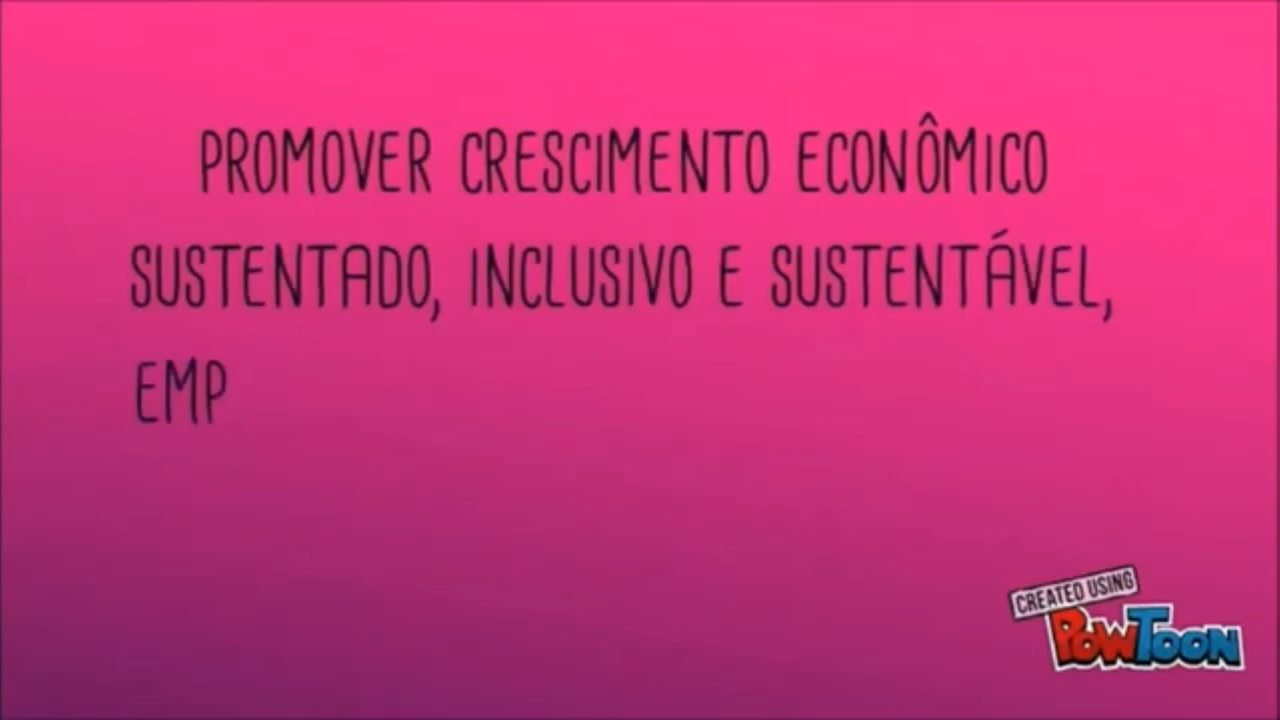 PROMOVER CRESCIMENTO ECONÔMICO
SUSTENTADO, INCLUSIVO E SUSTENTÁVEL,
EMP
CREATED USING
POWTOON